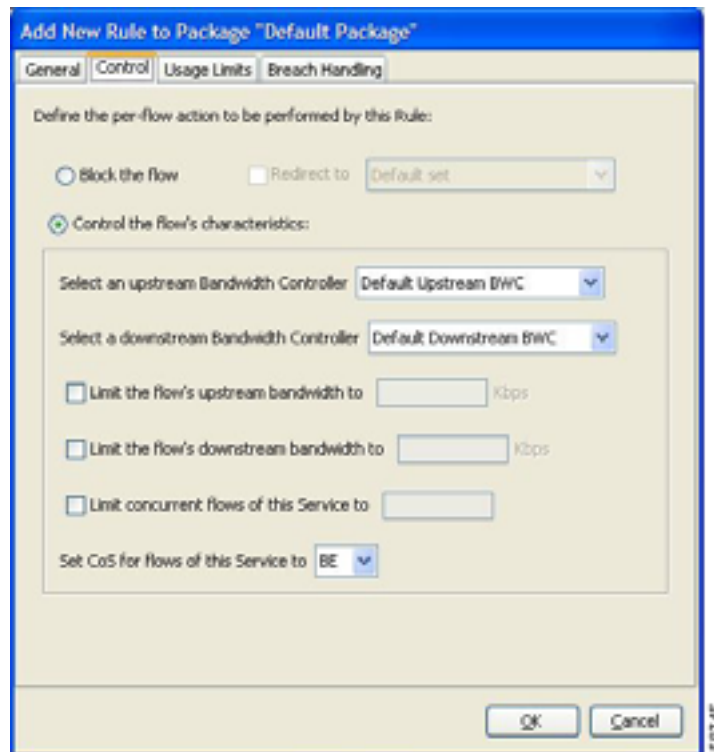 Add New Rule to Package "Default Package"
General Control Usage Limits Breach Handling
Define the per-flow action to be performed by this Rule:
Block the flow Redirect to Default set
Control the flow's characteristics:
Select an upstream Bandwidth Controller Default Upstream BWC
Select a downstream Bandwidth Controller Default Downstream BWC
Limit the flow's upstream bandwidth to Kbps
Limit the flow's downstream bandwidth to Kbps
Limit concurrent flows of this Service to
Set CoS for flows of this Service to BE
OK Cancel